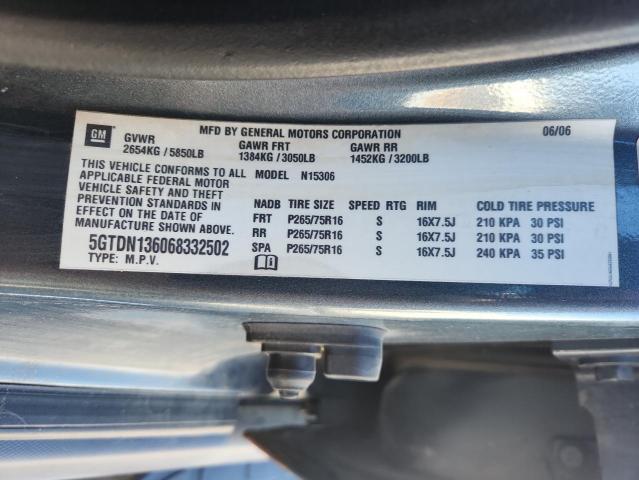 GM
MFD BY GENERAL MOTORS CORPORATION 06/06
GVWR GAWR FRT GAWR RR
2654KG / 5850LB 1384KG / 3050LB 1452KG / 3200LB
THIS VEHICLE CONFORMS TO ALL MODEL N15306
APPLICABLE FEDERAL MOTOR
VEHICLE SAFETY AND THEFT
PREVENTION STANDARDS IN
EFFECT ON THE DATE OF
MANUFACTURE SHOWN ABOVE.
5GTDN136068332502
TYPE: M.P.V.
NADB TIRE SIZE SPEED RTG RIM COLD TIRE PRESSURE
FRT P265/75R16 S 16X7.5J 210 KPA 30 PSI
RR P265/75R16 S 16X7.5J 210 KPA 30 PSI
SPA P265/75R16 S 16X7.5J 240 KPA 35 PSI